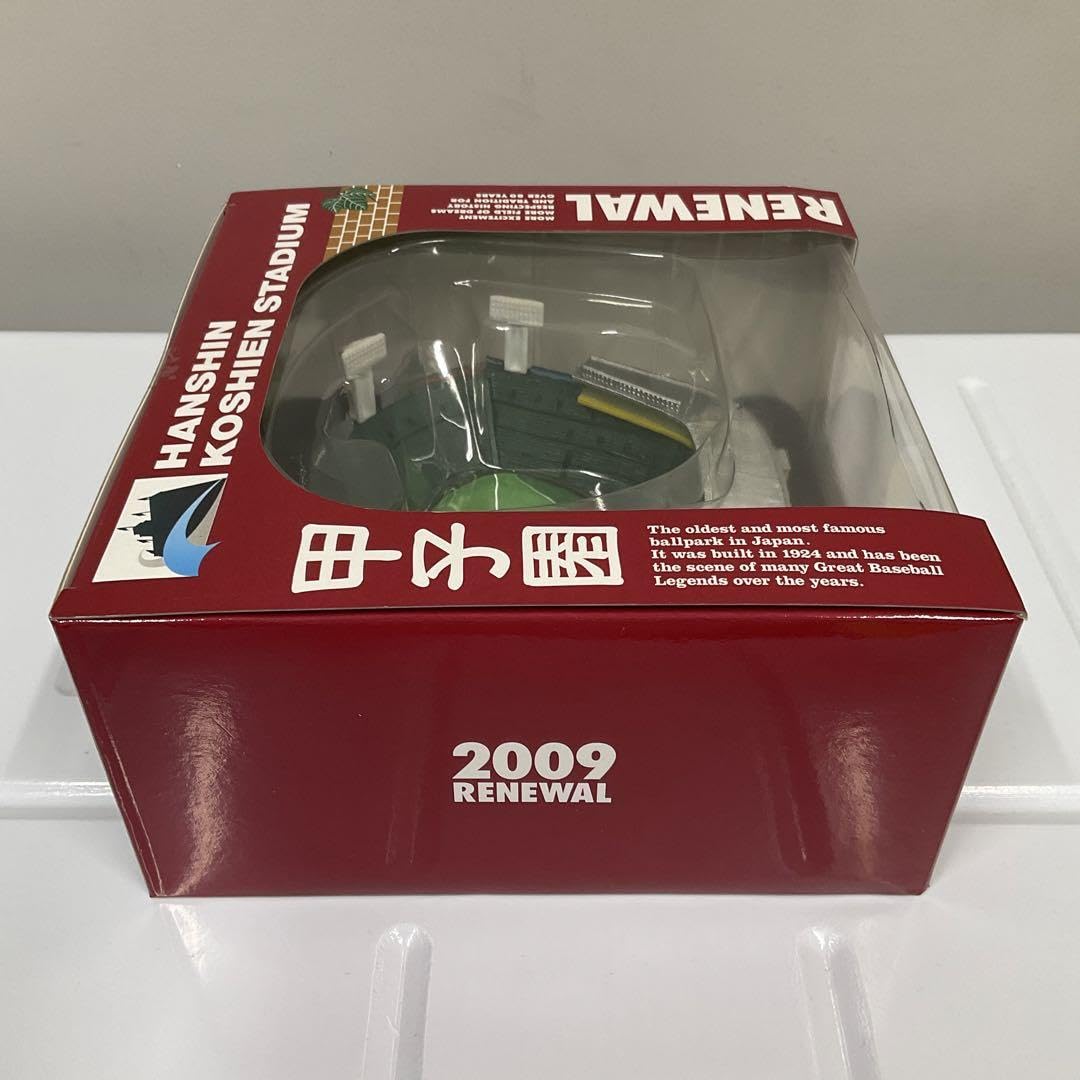 RENEWAL
MORE EXCITEMENT
MORE FIELD OF DREAMS
RESPECTING HISTORY
AND TRADITION FOR
OVER 80 YEARS
HANSHIN
KOSHIEN STADIUM
甲子園
The oldest and most famous
ballpark in Japan.
It was built in 1924 and has been
the scene of many Great Baseball
Legends over the years.
2009
RENEWAL